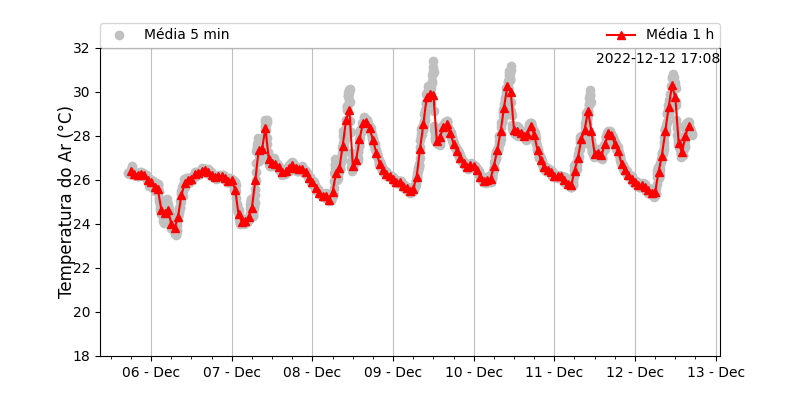 Média 5 min
Média 1 h
2022-12-12 17:08
Temperatura do Ar (°C)
32
30
28
26
24
22
20
18
06 - Dec
07 - Dec
08 - Dec
09 - Dec
10 - Dec
11 - Dec
12 - Dec
13 - Dec